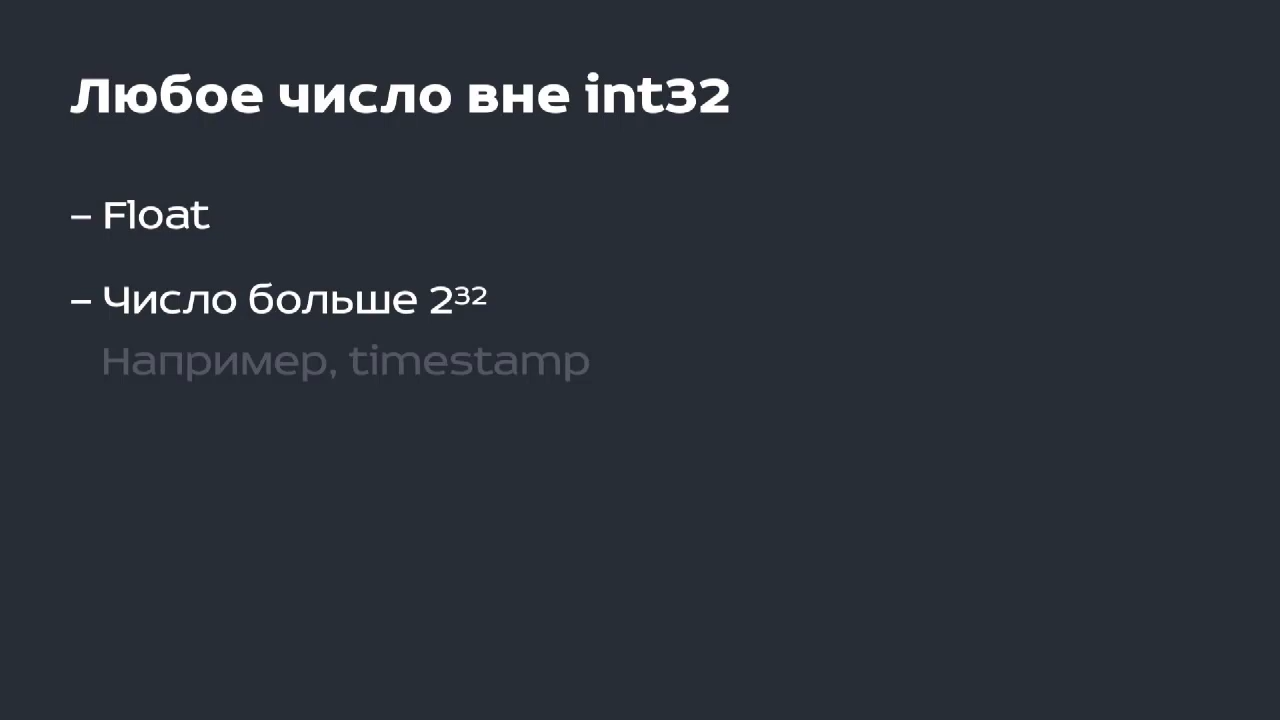 Любое число вне int32
– Float
– Число больше 2³²
Например, timestamp